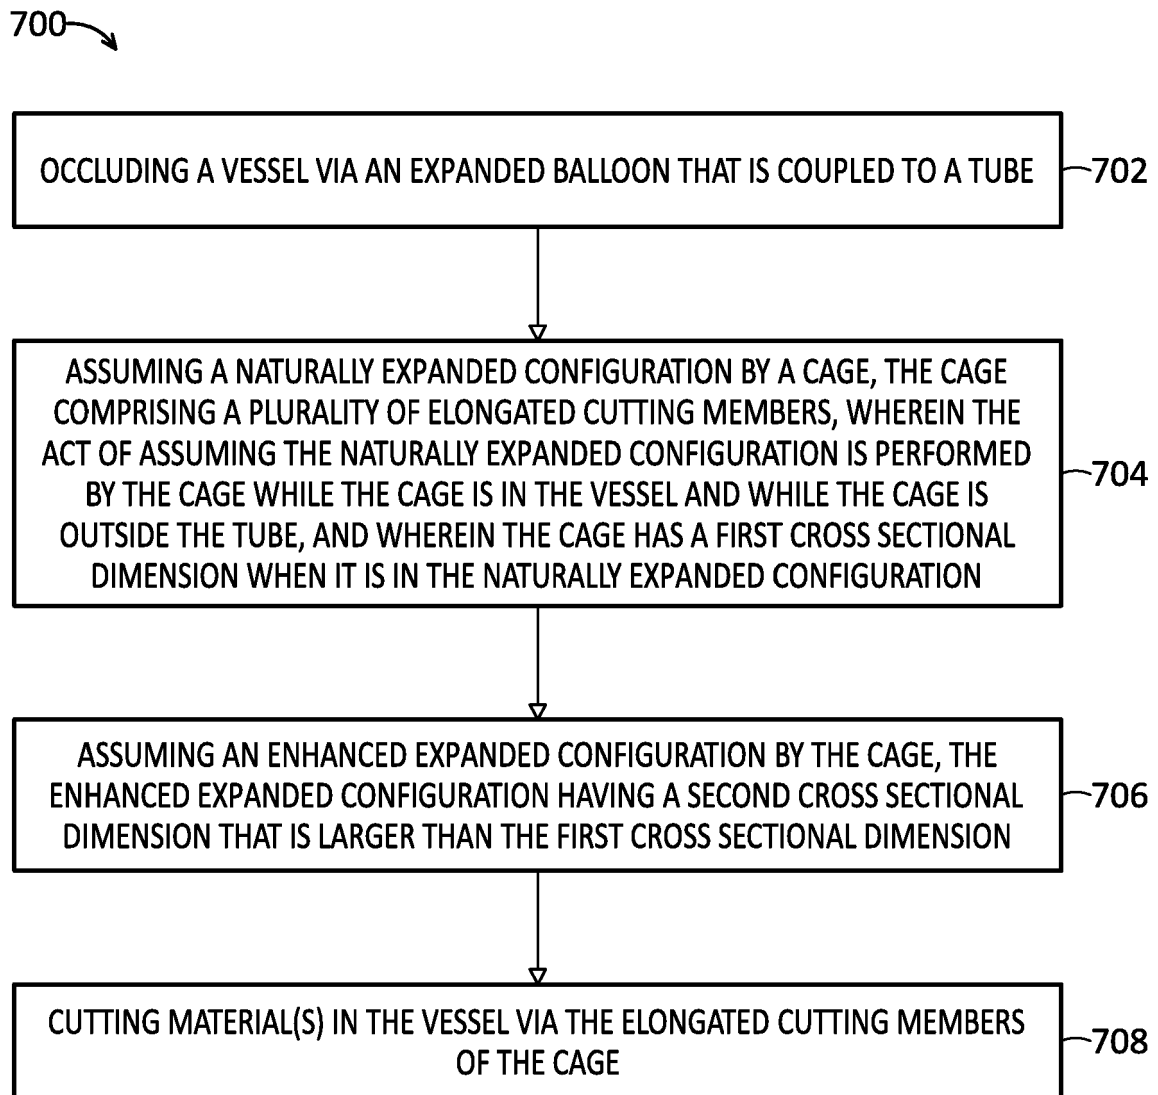 700
OCCLUDING A VESSEL VIA AN EXPANDED BALLOON THAT IS COUPLED TO A TUBE
702
ASSUMING A NATURALLY EXPANDED CONFIGURATION BY A CAGE, THE CAGE
COMPRISING A PLURALITY OF ELONGATED CUTTING MEMBERS, WHEREIN THE
ACT OF ASSUMING THE NATURALLY EXPANDED CONFIGURATION IS PERFORMED
BY THE CAGE WHILE THE CAGE IS IN THE VESSEL AND WHILE THE CAGE IS
OUTSIDE THE TUBE, AND WHEREIN THE CAGE HAS A FIRST CROSS SECTIONAL
DIMENSION WHEN IT IS IN THE NATURALLY EXPANDED CONFIGURATION
704
ASSUMING AN ENHANCED EXPANDED CONFIGURATION BY THE CAGE, THE
ENHANCED EXPANDED CONFIGURATION HAVING A SECOND CROSS SECTIONAL
DIMENSION THAT IS LARGER THAN THE FIRST CROSS SECTIONAL DIMENSION
706
CUTTING MATERIAL(S) IN THE VESSEL VIA THE ELONGATED CUTTING MEMBERS
OF THE CAGE
708